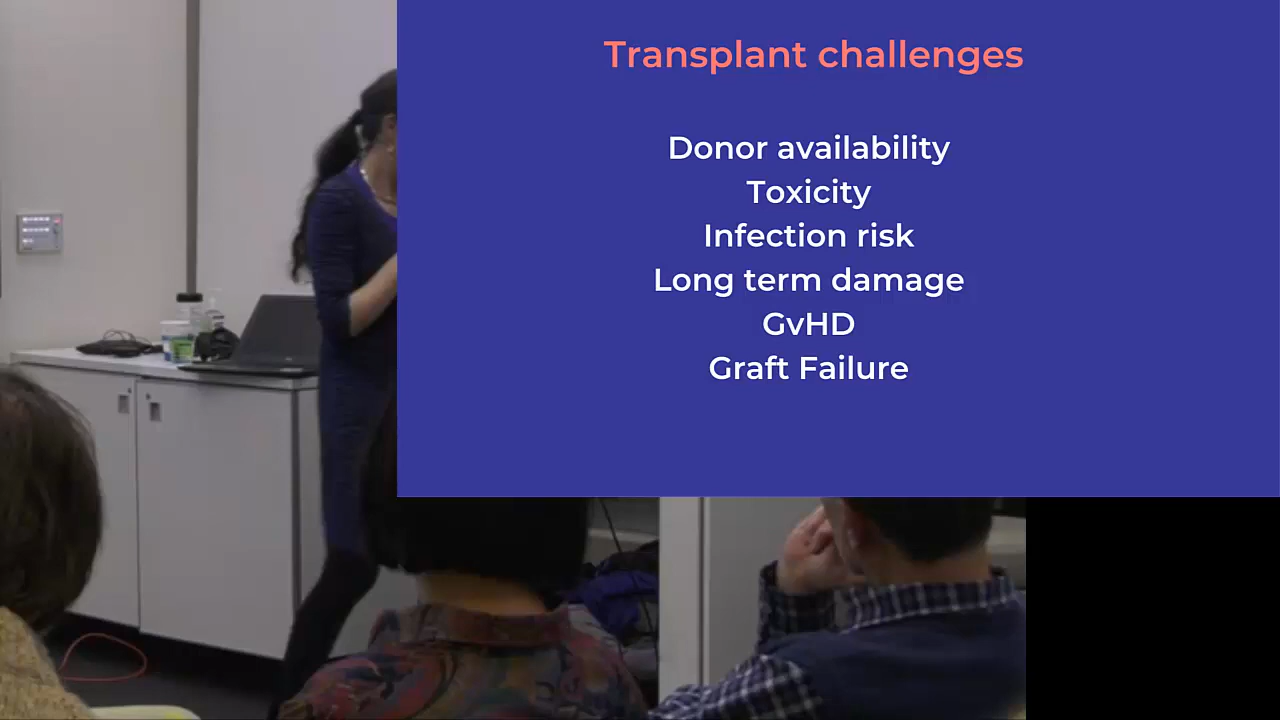 Transplant challenges
Donor availability
Toxicity
Infection risk
Long term damage
GvHD
Graft Failure